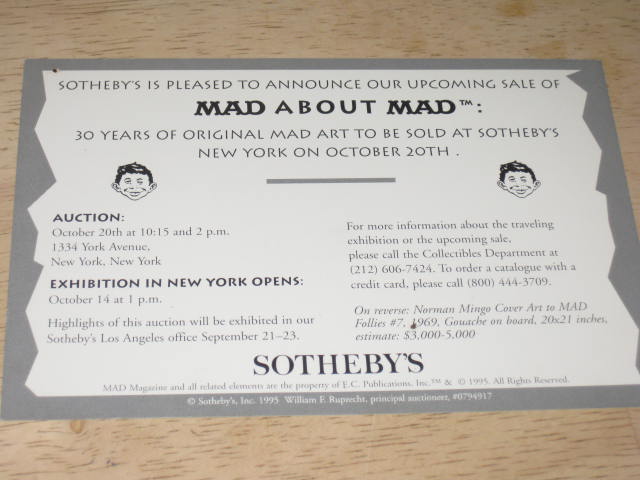 SOTHEBY'S IS PLEASED TO ANNOUNCE OUR UPCOMING SALE OF
MAD ABOUT MAD™:
30 YEARS OF ORIGINAL MAD ART TO BE SOLD AT SOTHEBY'S
NEW YORK ON OCTOBER 20TH .
AUCTION:
October 20th at 10:15 and 2 p.m.
1334 York Avenue,
New York, New York
EXHIBITION IN NEW YORK OPENS:
October 14 at 1 p.m.
Highlights of this auction will be exhibited in our
Sotheby's Los Angeles office September 21–23.
For more information about the traveling
exhibition or the upcoming sale,
please call the Collectibles Department at
(212) 606-7424. To order a catalogue with a
credit card, please call (800) 444-3709.
On reverse: Norman Mingo Cover Art to MAD
Follies #7, 1969, Gouache on board, 20x21 inches,
estimate: $3,000-5,000
SOTHEBY'S
MAD Magazine and all related elements are the property of E.C. Publications, Inc.™ & © 1995. All Rights Reserved.
© Sotheby's, Inc. 1995 William F. Ruprecht, principal auctioneer, #0794917